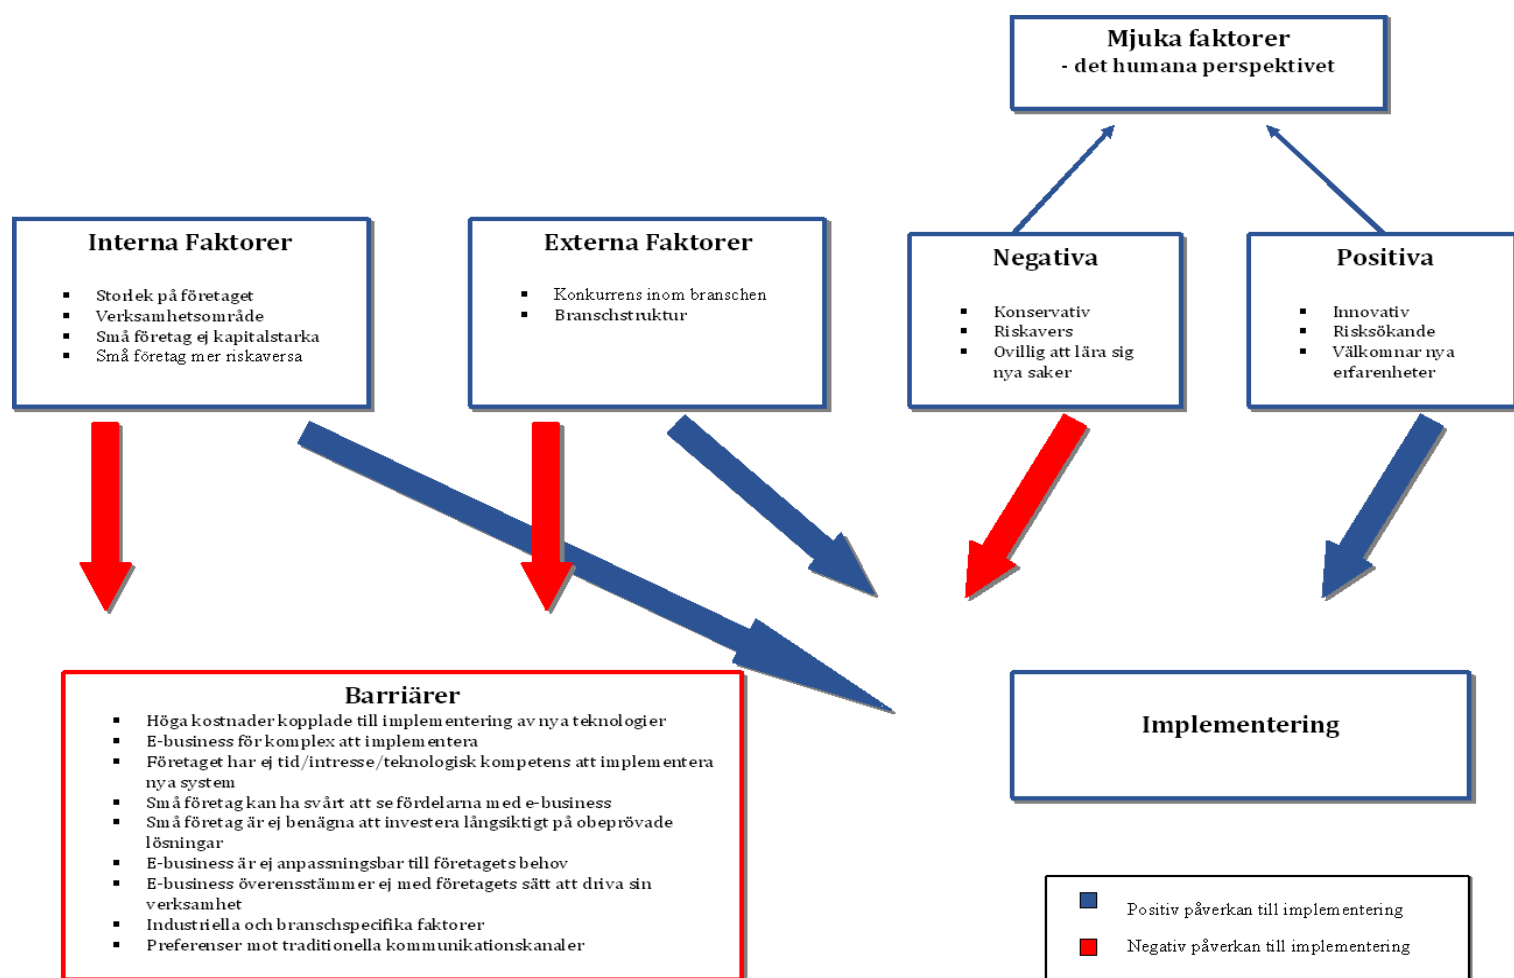 Mjuka faktorer
- det humana perspektivet
Interna Faktorer
▪ Storlek på företaget
▪ Verksamhetsområde
▪ Små företag ej kapitalstarka
▪ Små företag mer riskaversa
Externa Faktorer
▪ Konkurrens inom branschen
▪ Branschstruktur
Negativa
▪ Konservativ
▪ Riskavers
▪ Ovillig att lära sig
nya saker
Positiva
▪ Innovativ
▪ Risksökande
▪ Välkomnar nya
erfarenheter
Barriärer
▪ Höga kostnader kopplade till implementering av nya teknologier
▪ E-business för komplex att implementera
▪ Företaget har ej tid/intresse/teknologisk kompetens att implementera
nya system
▪ Små företag kan ha svårt att se fördelarna med e-business
▪ Små företag är ej benägna att investera långsiktigt på obeprövade
lösningar
▪ E-business är ej anpassningsbar till företagets behov
▪ E-business överensstämmer ej med företagets sätt att driva sin
verksamhet
▪ Industriella och branschspecifika faktorer
▪ Preferenser mot traditionella kommunikationskanaler
Implementering
Positiv påverkan till implementering
Negativ påverkan till implementering